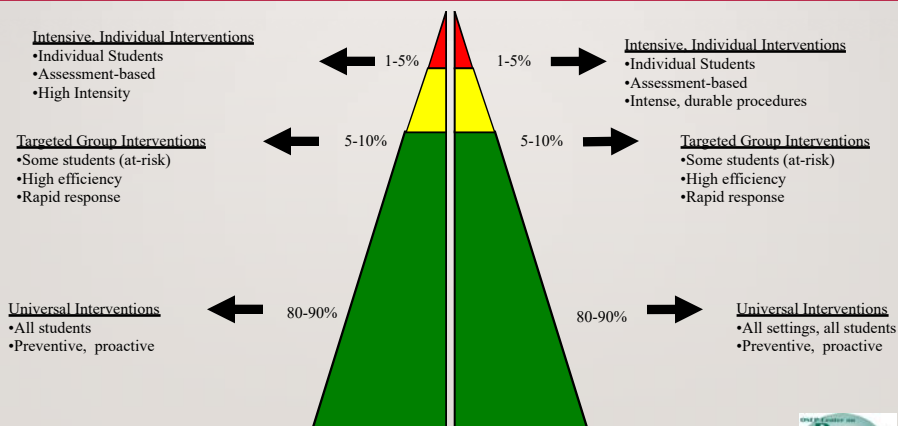 Intensive, Individual Interventions
•Individual Students
•Assessment-based
•High Intensity
1-5%
1-5%
Intensive, Individual Interventions
•Individual Students
•Assessment-based
•Intense, durable procedures
Targeted Group Interventions
•Some students (at-risk)
•High efficiency
•Rapid response
5-10%
5-10%
Targeted Group Interventions
•Some students (at-risk)
•High efficiency
•Rapid response
Universal Interventions
•All students
•Preventive, proactive
80-90%
80-90%
Universal Interventions
•All settings, all students
•Preventive, proactive